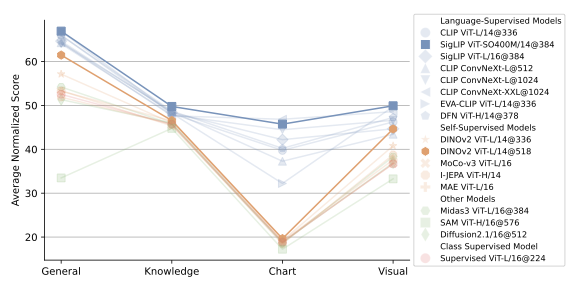 Average Normalized Score
60
50
40
30
20
General
Knowledge
Chart
Visual
Language-Supervised Models
CLIP ViT-L/14@336
SigLIP ViT-SO400M/14@384
SigLIP ViT-L/16@384
CLIP ConvNeXt-L@512
CLIP ConvNeXt-L@1024
CLIP ConvNeXt-XXL@1024
EVA-CLIP ViT-L/14@336
DFN ViT-H/14@378
Self-Supervised Models
DINOv2 ViT-L/14@336
DINOv2 ViT-L/14@518
MoCo-v3 ViT-L/16
I-JEPA ViT-H/14
MAE ViT-L/16
Other Models
Midas3 ViT-L/16@384
SAM ViT-H/16@576
Diffusion2.1/16@512
Class Supervised Model
Supervised ViT-L/16@224